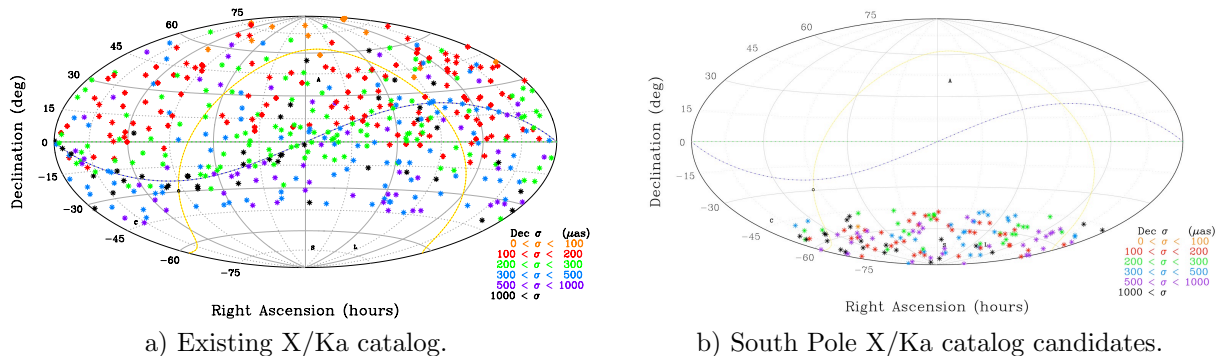 75
60
45
30
15
0
-15
-30
-45
-60
-75
Declination (deg)
A
C
S
L
Dec σ (μas)
0 < σ < 100
100 < σ < 200
200 < σ < 300
300 < σ < 500
500 < σ < 1000
1000 < σ
Right Ascension (hours)
a) Existing X/Ka catalog.
75
60
45
30
15
0
-15
-30
-45
-60
-75
Declination (deg)
A
C
L
Dec σ (μas)
0 < σ < 100
100 < σ < 200
200 < σ < 300
300 < σ < 500
500 < σ < 1000
1000 < σ
Right Ascension (hours)
b) South Pole X/Ka catalog candidates.